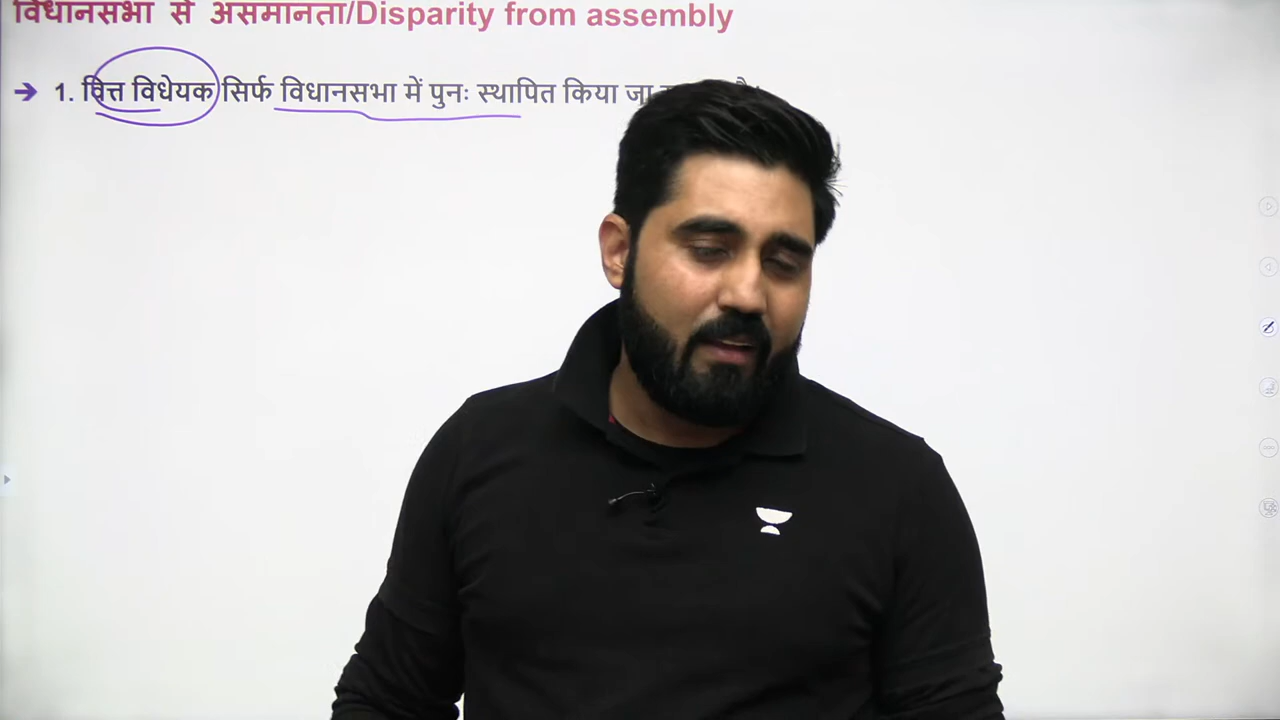 विधानसभा से असमानता/Disparity from assembly
➔ 1. वित्त विधेयक सिर्फ विधानसभा में पुनः स्थापित किया जा